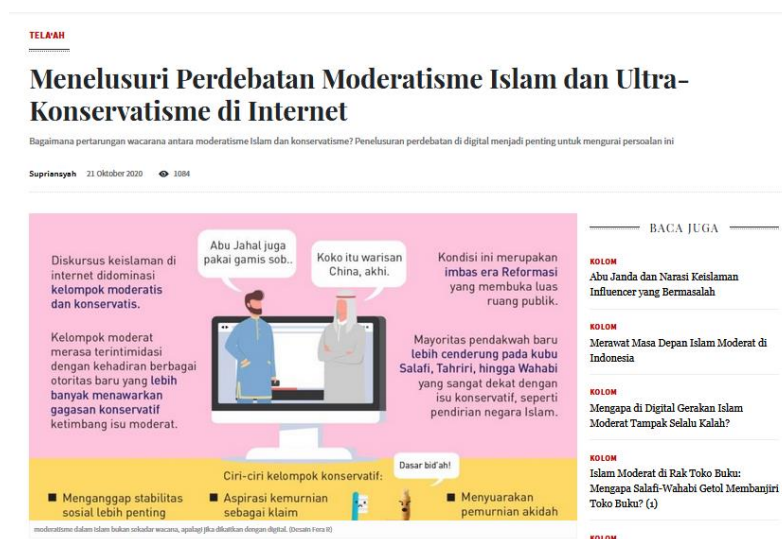 TELA'AH
Menelusuri Perdebatan Moderatisme Islam dan Ultra-
Konservatisme di Internet
Bagaimana pertarungan wacarana antara moderatisme Islam dan konservatisme? Penelusuran perdebatan di digital menjadi penting untuk mengurai persoalan ini
Supriansyah 21 Oktober 2020 1084
Diskursus keislaman di
internet didominasi
kelompok moderatis
dan konservatis.
Kelompok moderat
merasa terintimidasi
dengan kehadiran berbagai
otoritas baru yang lebih
banyak menawarkan
gagasan konservatif
ketimbang isu moderat.
Abu Jahal juga
pakai gamis sob..
Koko itu warisan
China, akhi.
Kondisi ini merupakan
imbas era Reformasi
yang membuka luas
ruang publik.
Mayoritas pendakwah baru
lebih cenderung pada kubu
Salafi, Tahriri, hingga Wahabi
yang sangat dekat dengan
isu konservatif, seperti
pendirian negara Islam.
Ciri-ciri kelompok konservatif:
Dasar bid'ah!
Menganggap stabilitas
sosial lebih penting
Aspirasi kemurnian
sebagai klaim
Menyuarakan
pemurnian akidah
moderatisme dalam Islam bukan sekadar wacana, apalagi jika dikaitkan dengan digital. (Desain Fera R)
BACA JUGA
KOLOM
Abu Janda dan Narasi Keislaman
Influencer yang Bermasalah
KOLOM
Merawat Masa Depan Islam Moderat di
Indonesia
KOLOM
Mengapa di Digital Gerakan Islam
Moderat Tampak Selalu Kalah?
KOLOM
Islam Moderat di Rak Toko Buku:
Mengapa Salafi-Wahabi Getol Membanjiri
Toko Buku? (1)
KOLOM